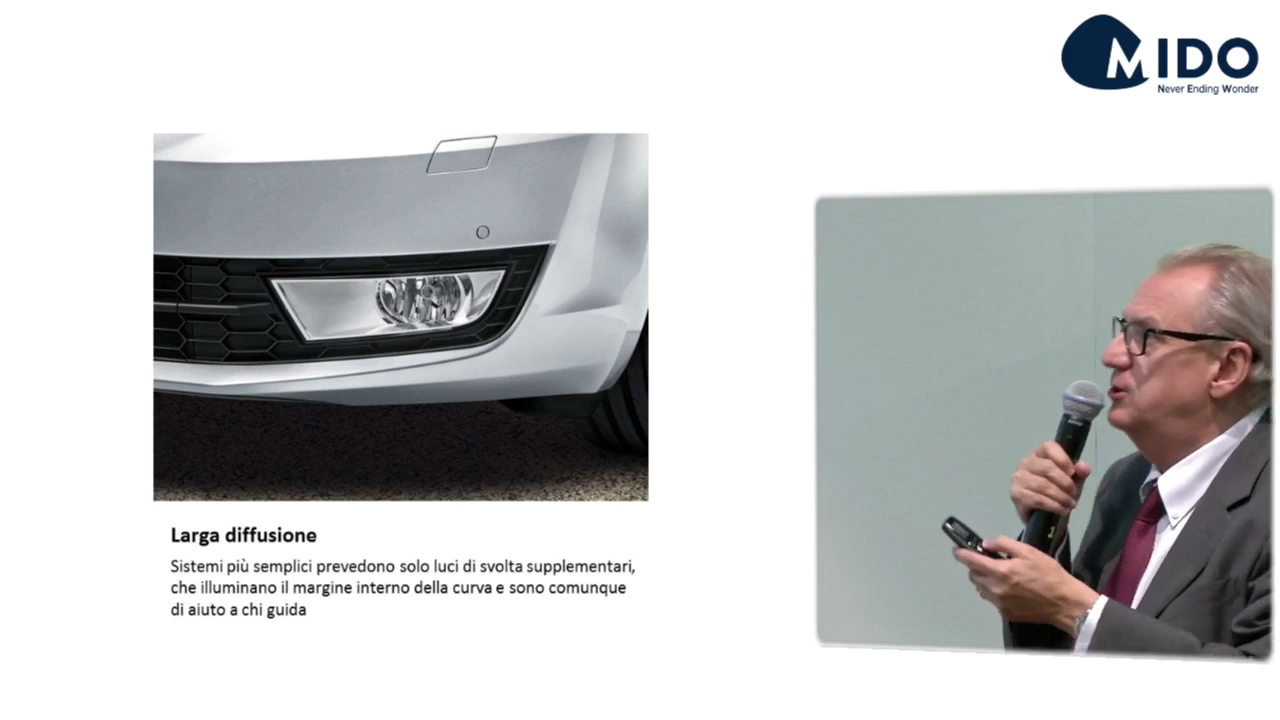 MIDO
Never Ending Wonder
Larga diffusione
Sistemi più semplici prevedono solo luci di svolta supplementari,
che illuminano il margine interno della curva e sono comunque
di aiuto a chi guida